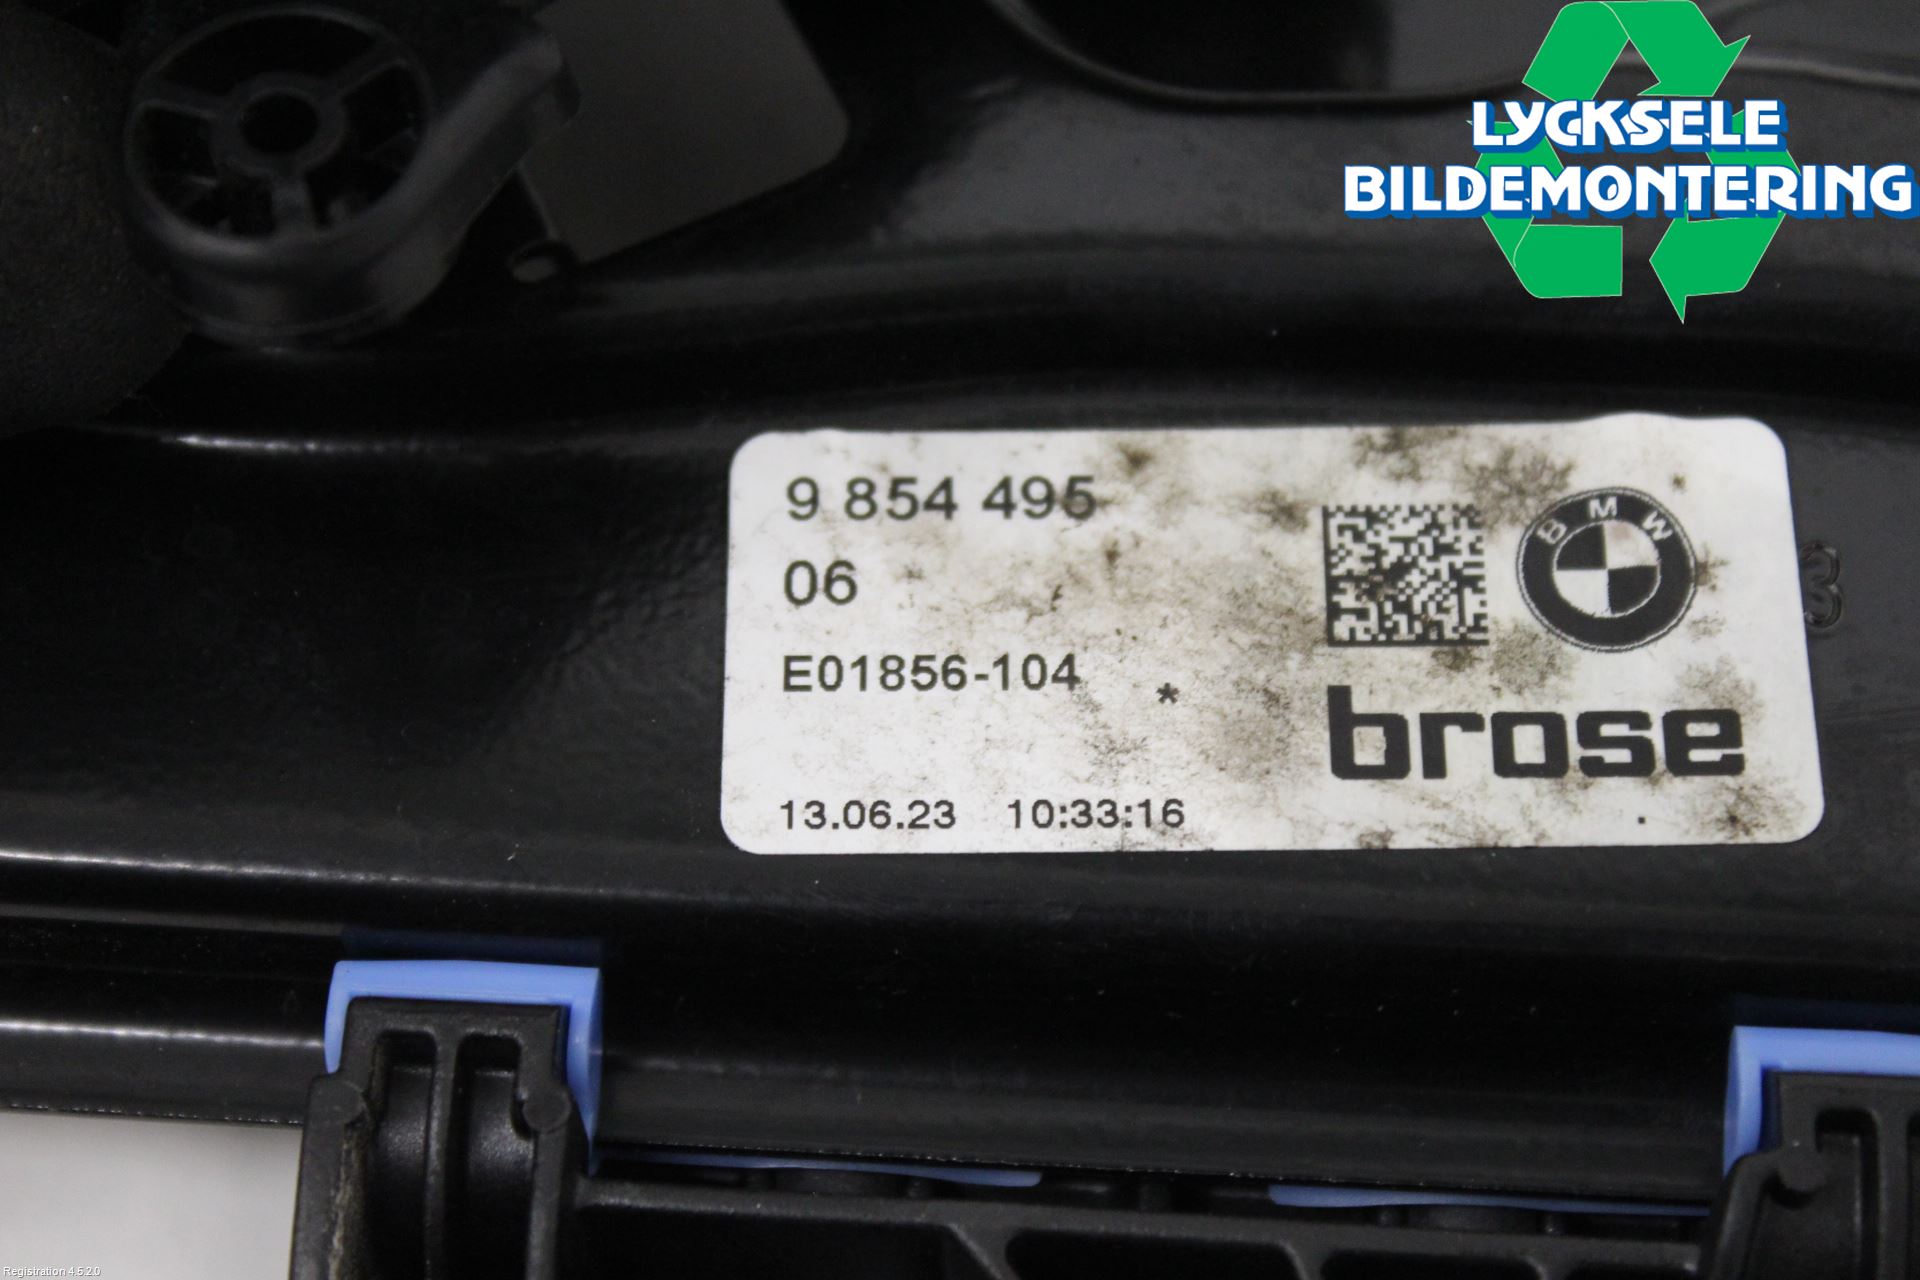 LYCKSELE
BILDEMONTERING
9 854 495
06
E01856-104
*
BMW
brose
13.06.23 10:33:16
3
Registration 4.5.2.0